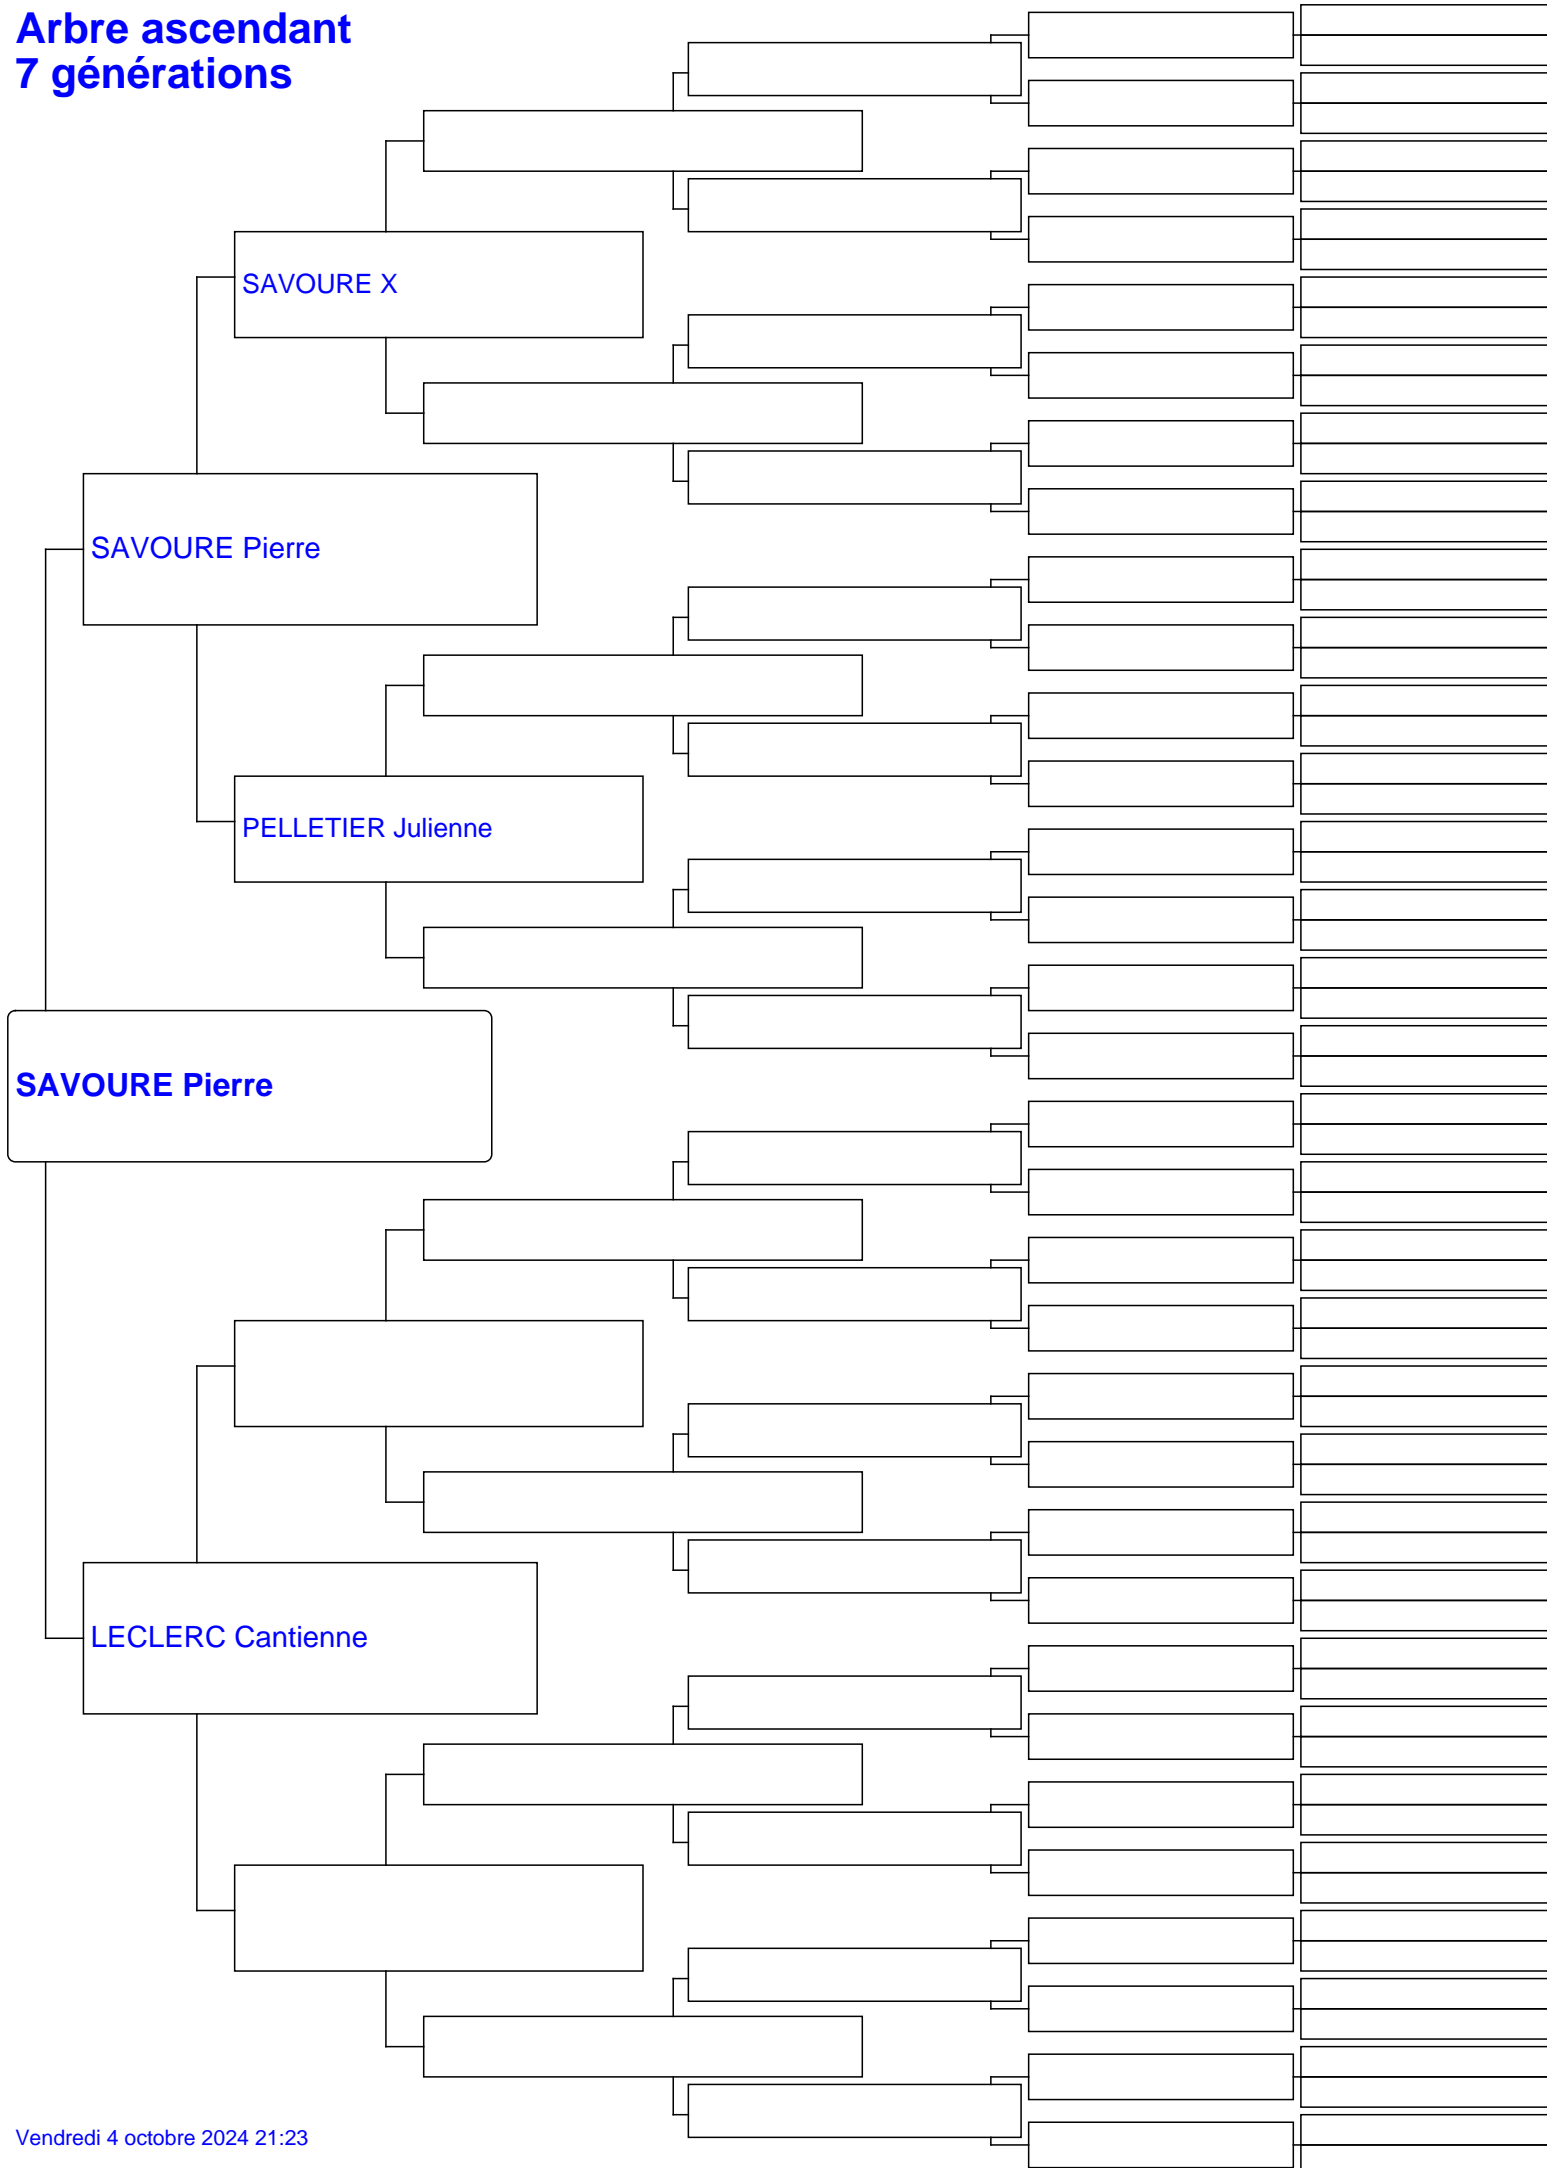 Arbre ascendant
7 générations
SAVOURE X
SAVOURE Pierre
PELLETIER Julienne
SAVOURE Pierre
LECLERC Cantienne
Vendredi 4 octobre 2024 21:23